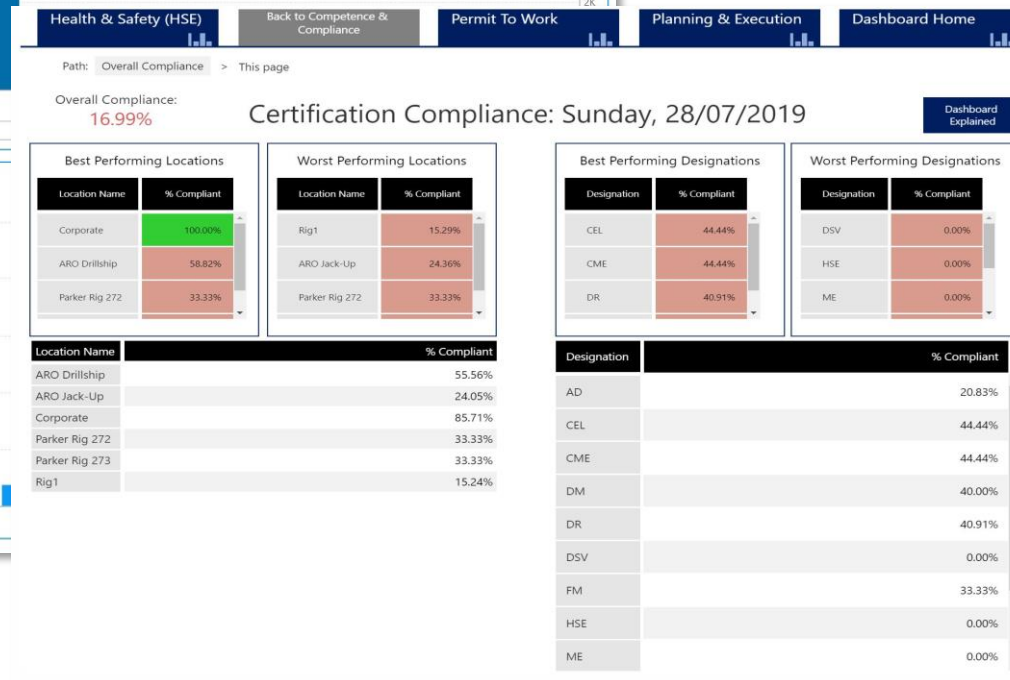 2K
Health & Safety (HSE)
Back to Competence &
Compliance
Permit To Work
Planning & Execution
Dashboard Home
Path: Overall Compliance > This page
Overall Compliance:
16.99%
Certification Compliance: Sunday, 28/07/2019
Dashboard
Explained
Best Performing Locations
Location Name % Compliant
Corporate 100.00%
ARO Drillship 58.82%
Parker Rig 272 33.33%
Worst Performing Locations
Location Name % Compliant
Rig1 15.29%
ARO Jack-Up 24.36%
Parker Rig 272 33.33%
Best Performing Designations
Designation % Compliant
CEL 44.44%
CME 44.44%
DR 40.91%
Worst Performing Designations
Designation % Compliant
DSV 0.00%
HSE 0.00%
ME 0.00%
Location Name % Compliant
ARO Drillship 55.56%
ARO Jack-Up 24.05%
Corporate 85.71%
Parker Rig 272 33.33%
Parker Rig 273 33.33%
Rig1 15.24%
Designation % Compliant
AD 20.83%
CEL 44.44%
CME 44.44%
DM 40.00%
DR 40.91%
DSV 0.00%
FM 33.33%
HSE 0.00%
ME 0.00%